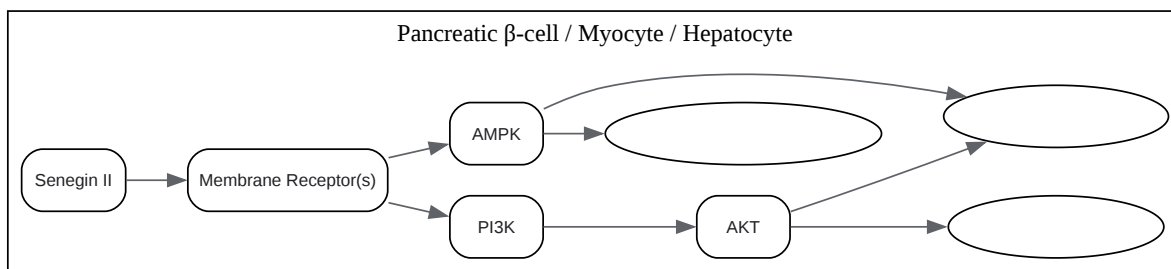 Pancreatic β-cell / Myocyte / Hepatocyte
AMPK
Senegin II
Membrane Receptor(s)
PI3K
AKT